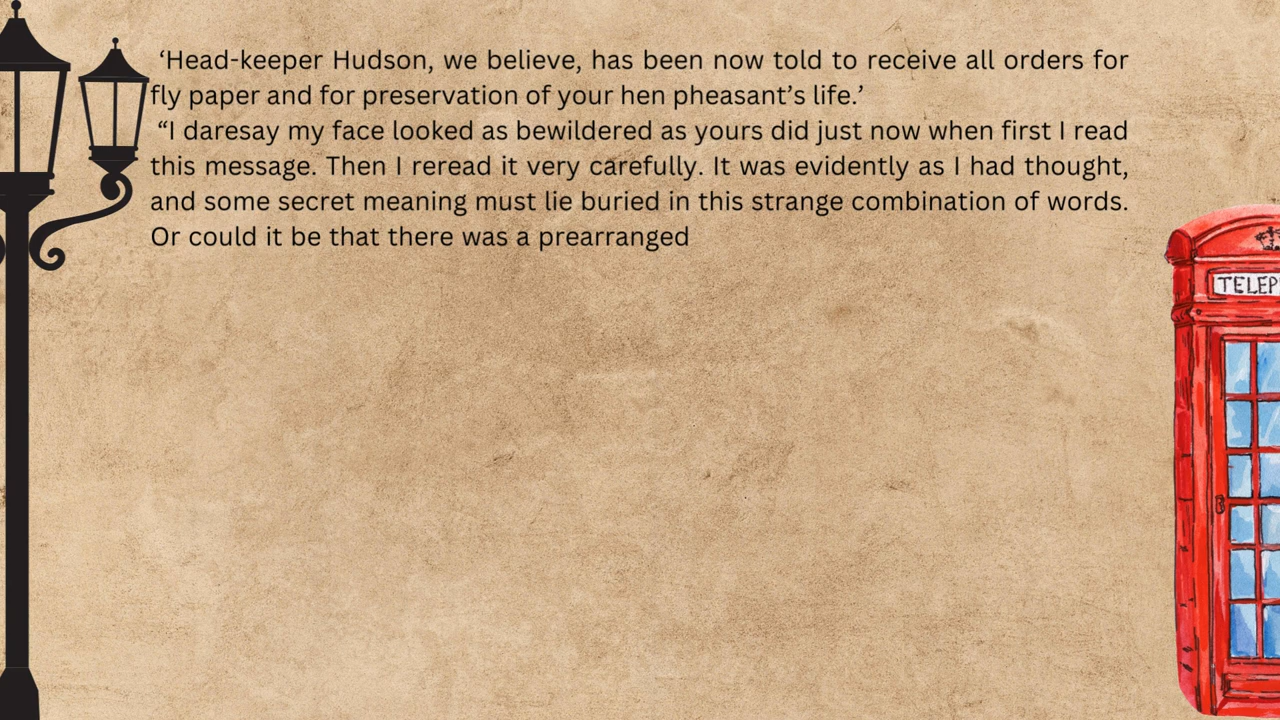 ‘Head-keeper Hudson, we believe, has been now told to receive all orders for
fly paper and for preservation of your hen pheasant’s life.’
“I daresay my face looked as bewildered as yours did just now when first I read
this message. Then I reread it very carefully. It was evidently as I had thought,
and some secret meaning must lie buried in this strange combination of words.
Or could it be that there was a prearranged